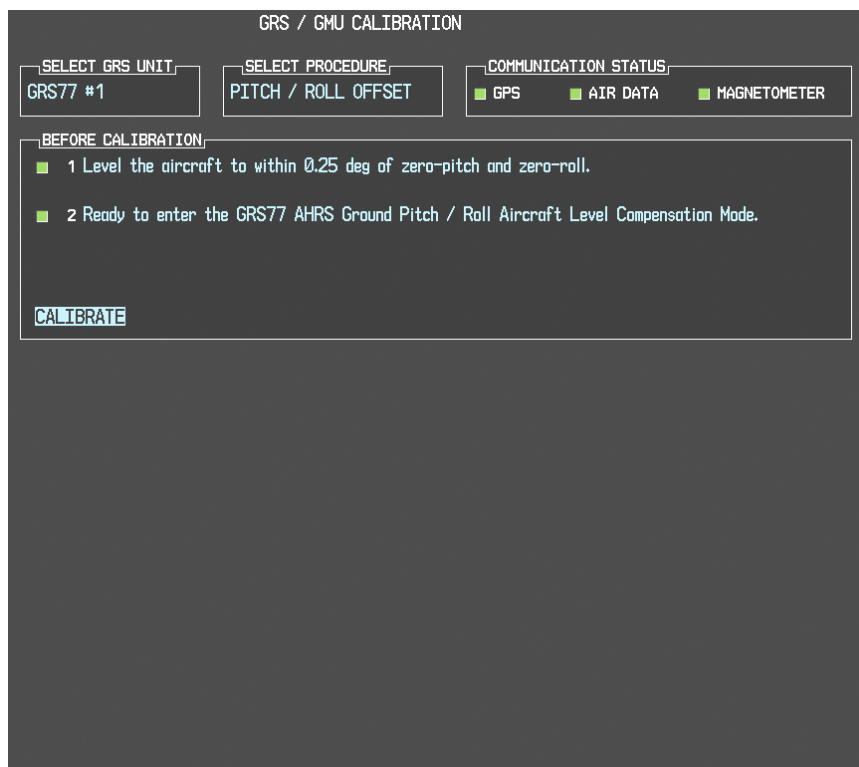 GRS / GMU CALIBRATION
SELECT GRS UNIT
GRS77 #1
SELECT PROCEDURE
PITCH / ROLL OFFSET
COMMUNICATION STATUS
GPS AIR DATA MAGNETOMETER
BEFORE CALIBRATION
1 Level the aircraft to within 0.25 deg of zero-pitch and zero-roll.
2 Ready to enter the GRS77 AHRS Ground Pitch / Roll Aircraft Level Compensation Mode.
CALIBRATE